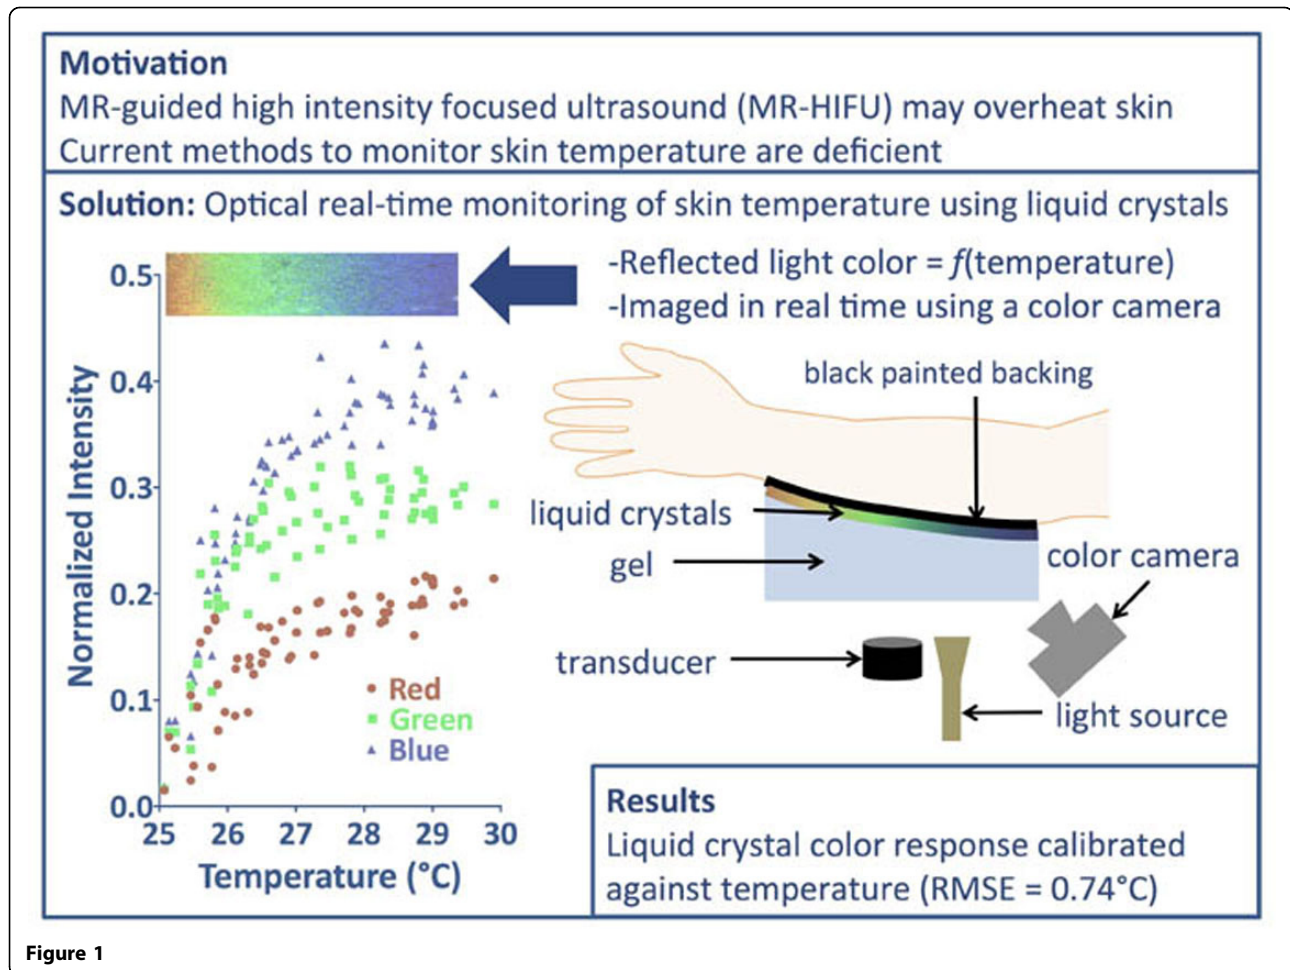 Motivation
MR-guided high intensity focused ultrasound (MR-HIFU) may overheat skin
Current methods to monitor skin temperature are deficient
Solution: Optical real-time monitoring of skin temperature using liquid crystals
-Reflected light color = f(temperature)
-Imaged in real time using a color camera
0.5
0.4
0.3
0.2
0.1
0.0
Normalized Intensity
25 26 27 28 29 30
Temperature (°C)
Red
Green
Blue
black painted backing
liquid crystals
gel
color camera
transducer
light source
Results
Liquid crystal color response calibrated
against temperature (RMSE = 0.74°C)
Figure 1